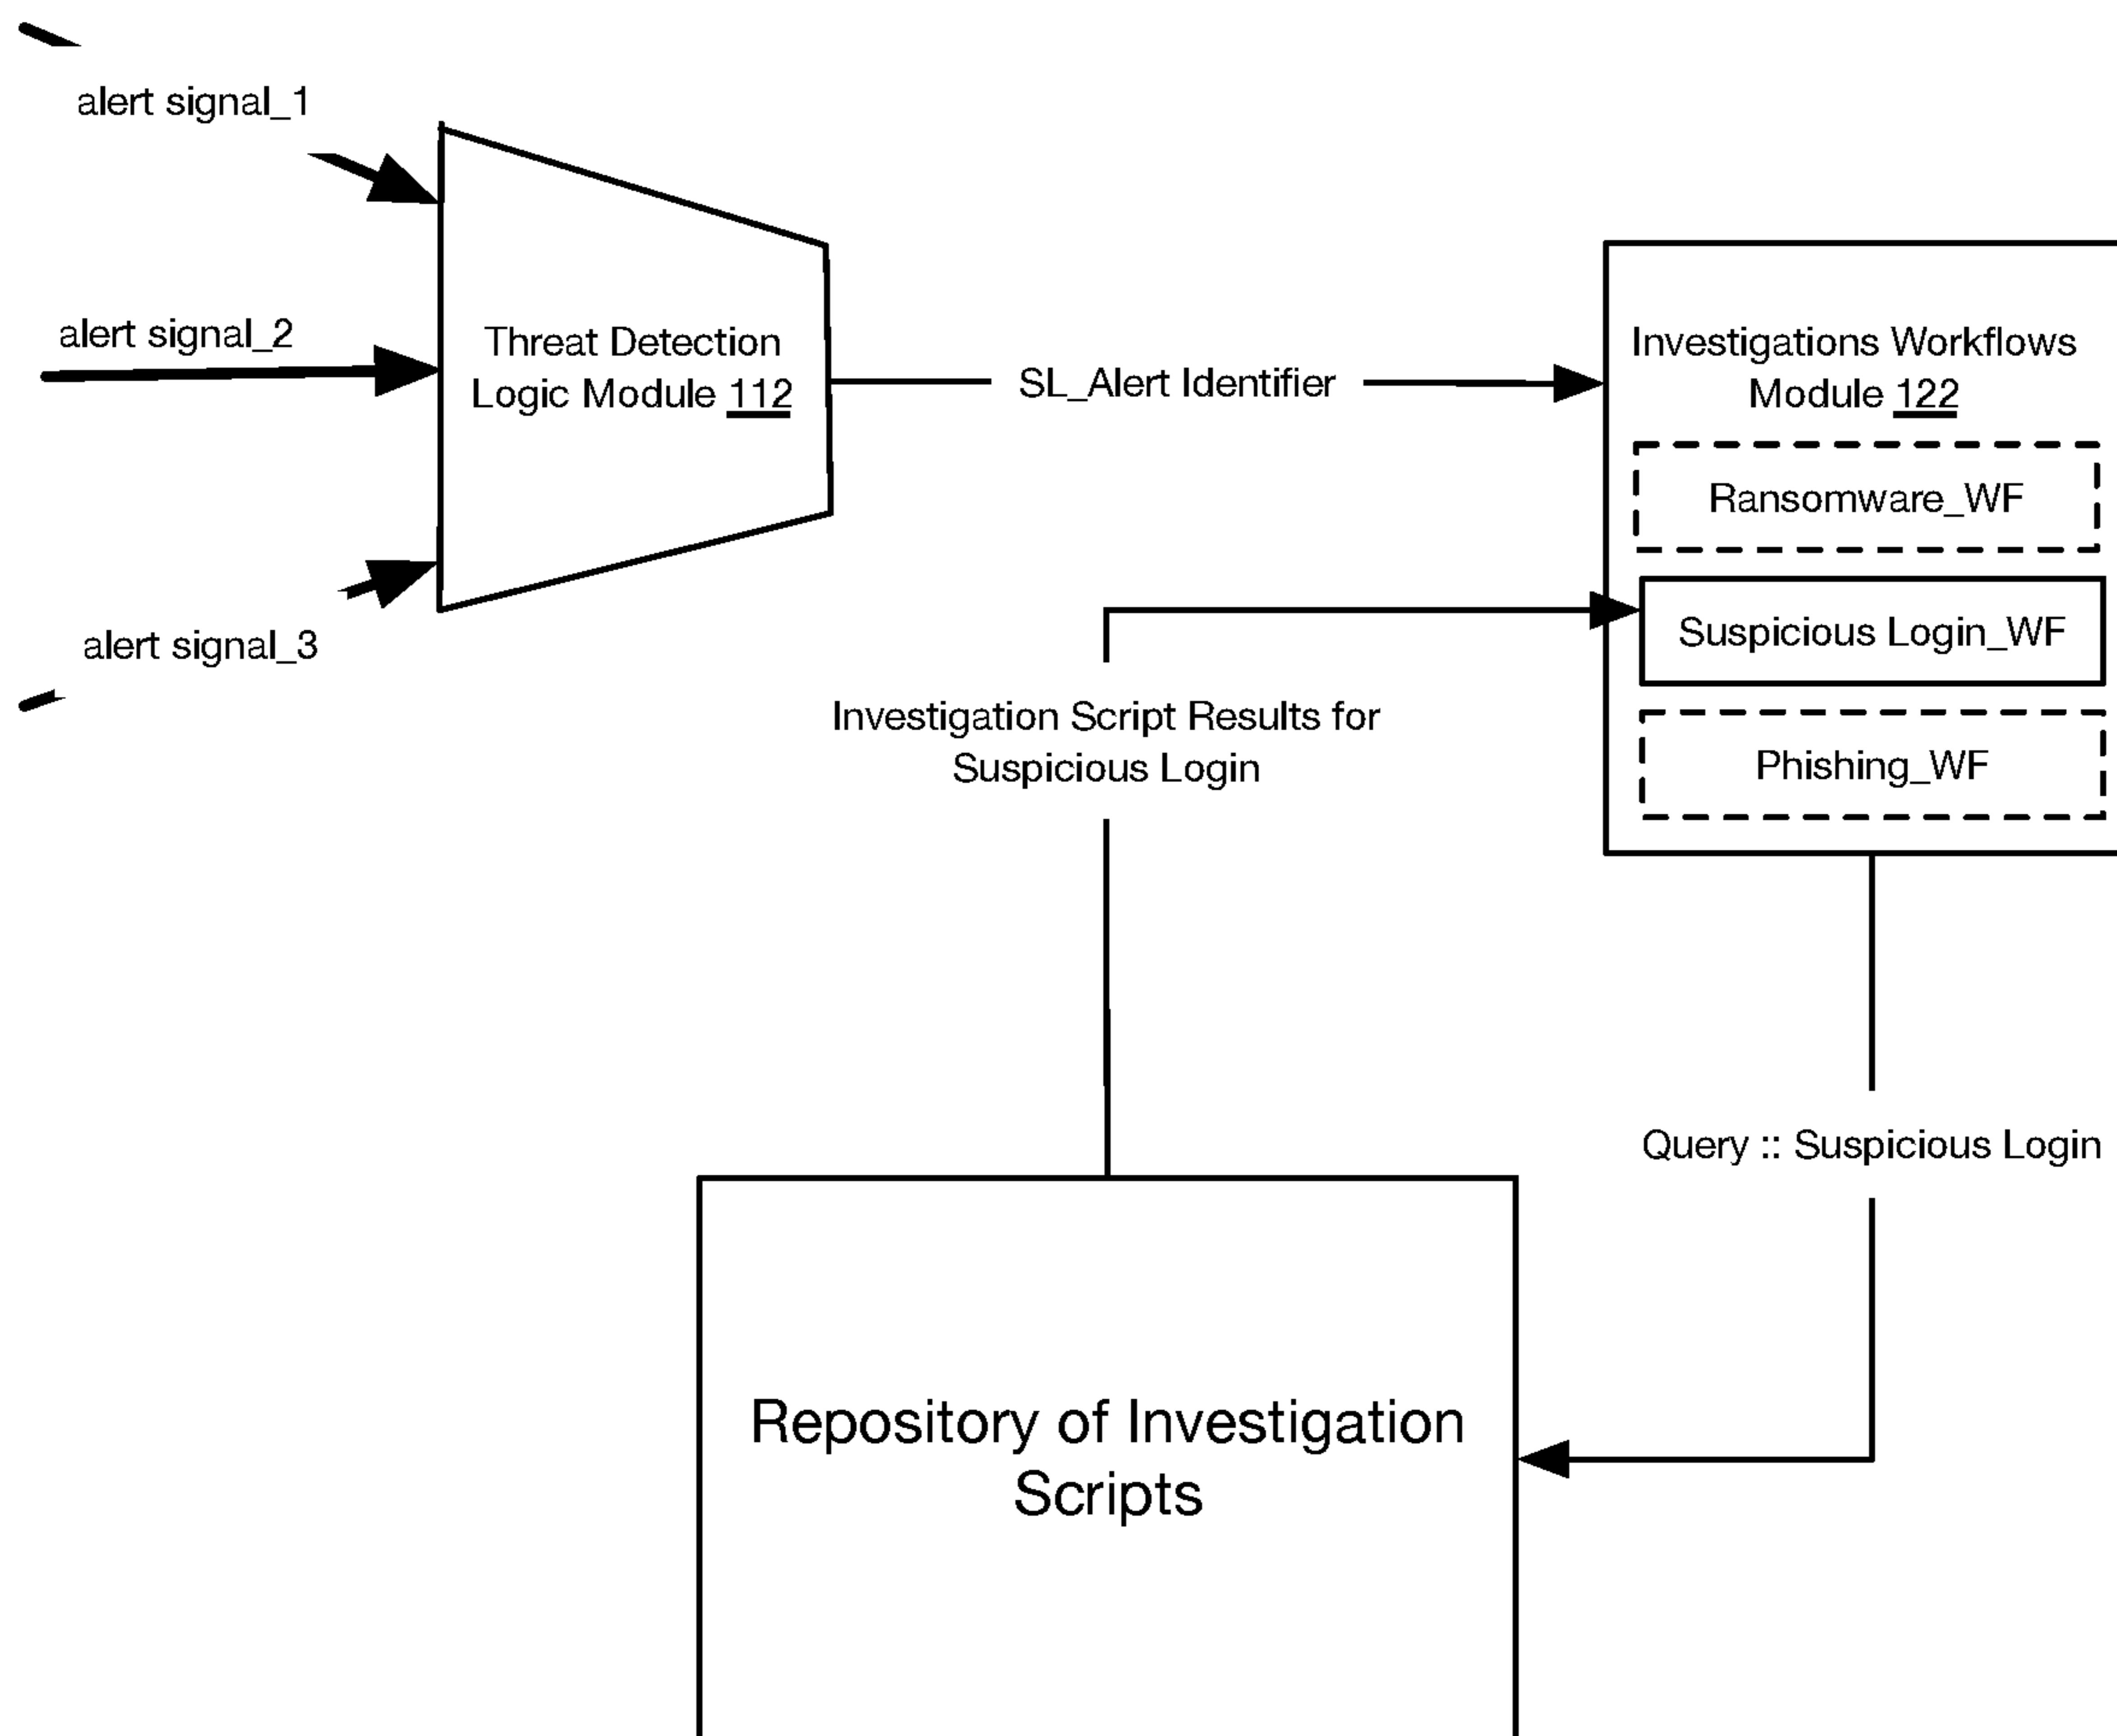 alert signal_1
alert signal_2
alert signal_3
Threat Detection
Logic Module 112
SL_Alert Identifier
Investigations Workflows
Module 122
Ransomware_WF
Suspicious Login_WF
Phishing_WF
Investigation Script Results for
Suspicious Login
Query :: Suspicious Login
Repository of Investigation
Scripts